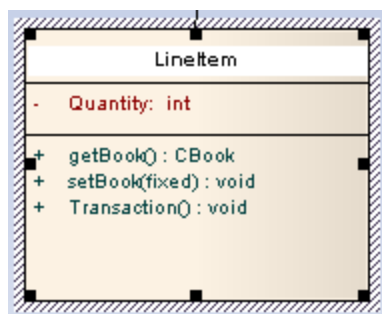 LineItem
- Quantity: int
+ getBook() : CBook
+ setBook(fixed) : void
+ Transaction() : void